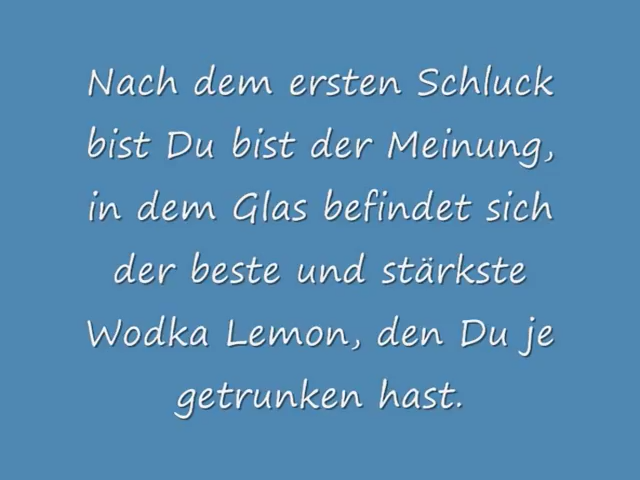 Nach dem ersten Schluck
bist Du bist der Meinung,
in dem Glas befindet sich
der beste und stärkste
Wodka Lemon, den Du je
getrunken hast.